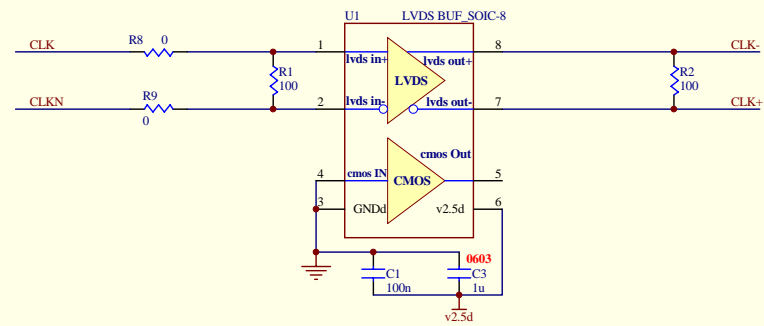 U1 LVDS BUF_SOIC-8
CLK R8 0 1 8 CLK-
lvds in+ lvds out+
R1 100 LVDS R2 100
CLKN R9 0 2 lvds in- lvds out- 7 CLK+
cmos Out
4 cmos IN CMOS 5
3 GNDd v2.5d 6
0603
C1 C3
100n 1u
v2.5d